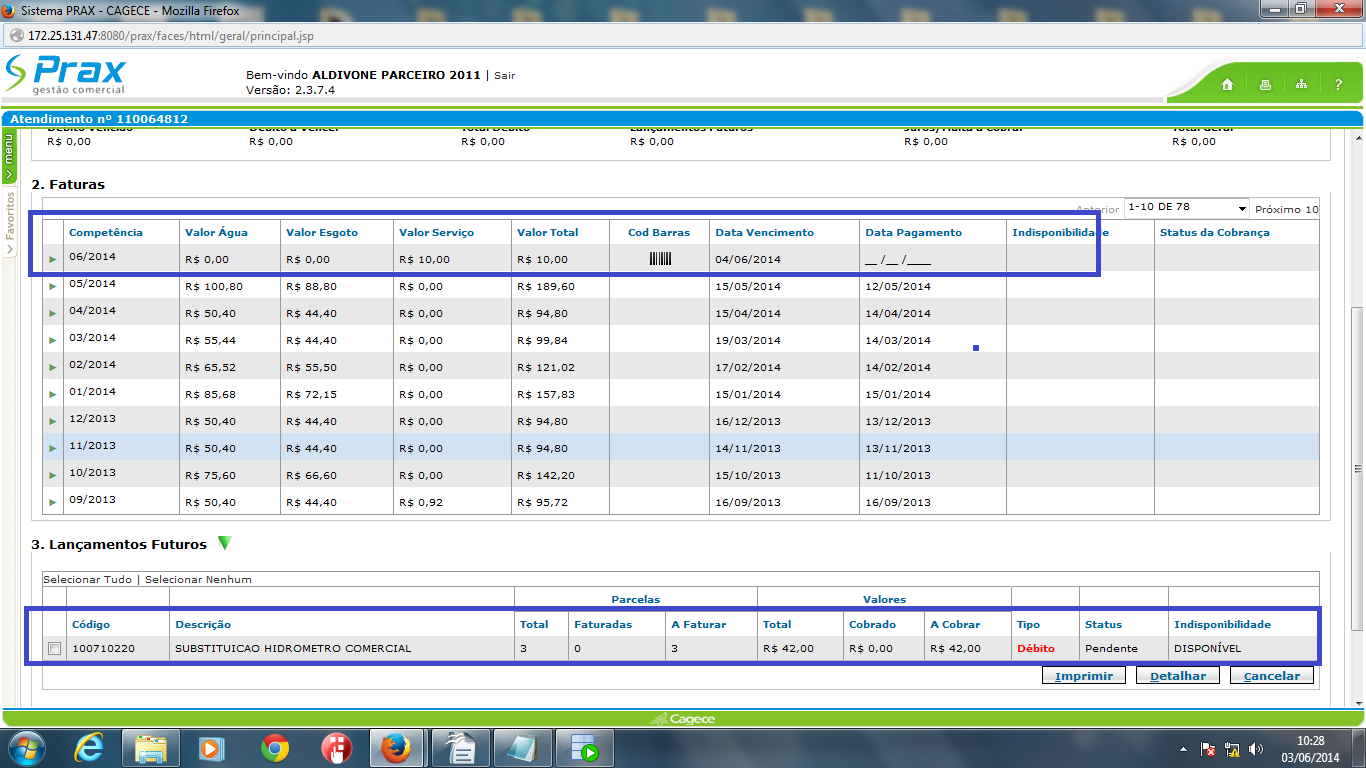 Sistema PRAX - CAGECE - Mozilla Firefox
172.25.131.47:8080/prax/faces/html/geral/principal.jsp
Prax
gestão comercial
Bem-vindo ALDIVONE PARCEIRO 2011 | Sair
Versão: 2.3.7.4
?
Atendimento nº 110064812
menu
Favoritos
Débito Vencido Débito a Vencer Total Débito Lançamentos Futuros Juros/Multa a Cobrar Total Geral
R$ 0,00 R$ 0,00 R$ 0,00 R$ 0,00 R$ 0,00 R$ 0,00
2. Faturas
Anterior 1-10 DE 78 Próximo 10
Competência Valor Água Valor Esgoto Valor Serviço Valor Total Cod Barras Data Vencimento Data Pagamento Indisponibilidade Status da Cobrança
06/2014 R$ 0,00 R$ 0,00 R$ 10,00 R$ 10,00 04/06/2014 __ /__ /____
05/2014 R$ 100,80 R$ 88,80 R$ 0,00 R$ 189,60 15/05/2014 12/05/2014
04/2014 R$ 50,40 R$ 44,40 R$ 0,00 R$ 94,80 15/04/2014 14/04/2014
03/2014 R$ 55,44 R$ 44,40 R$ 0,00 R$ 99,84 19/03/2014 14/03/2014
02/2014 R$ 65,52 R$ 55,50 R$ 0,00 R$ 121,02 17/02/2014 14/02/2014
01/2014 R$ 85,68 R$ 72,15 R$ 0,00 R$ 157,83 15/01/2014 15/01/2014
12/2013 R$ 50,40 R$ 44,40 R$ 0,00 R$ 94,80 16/12/2013 13/12/2013
11/2013 R$ 50,40 R$ 44,40 R$ 0,00 R$ 94,80 14/11/2013 13/11/2013
10/2013 R$ 75,60 R$ 66,60 R$ 0,00 R$ 142,20 15/10/2013 11/10/2013
09/2013 R$ 50,40 R$ 44,40 R$ 0,92 R$ 95,72 16/09/2013 16/09/2013
3. Lançamentos Futuros
Selecionar Tudo | Selecionar Nenhum
Parcelas Valores
Código Descrição Total Faturadas A Faturar Total Cobrado A Cobrar Tipo Status Indisponibilidade
100710220 SUBSTITUICAO HIDROMETRO COMERCIAL 3 0 3 R$ 42,00 R$ 0,00 R$ 42,00 Débito Pendente DISPONÍVEL
Imprimir Detalhar Cancelar
Cagece
10:28
03/06/2014